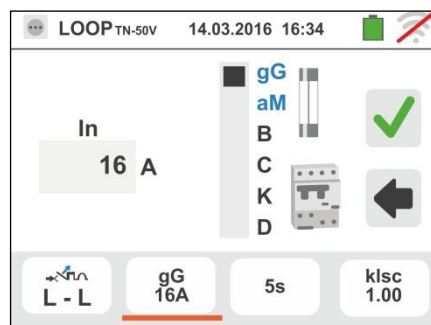 LOOP TN-50V 14.03.2016 16:34
gG
aM
In
B
16 A
C
K
D
L - L
gG
16A
5s
kIsc
1.00